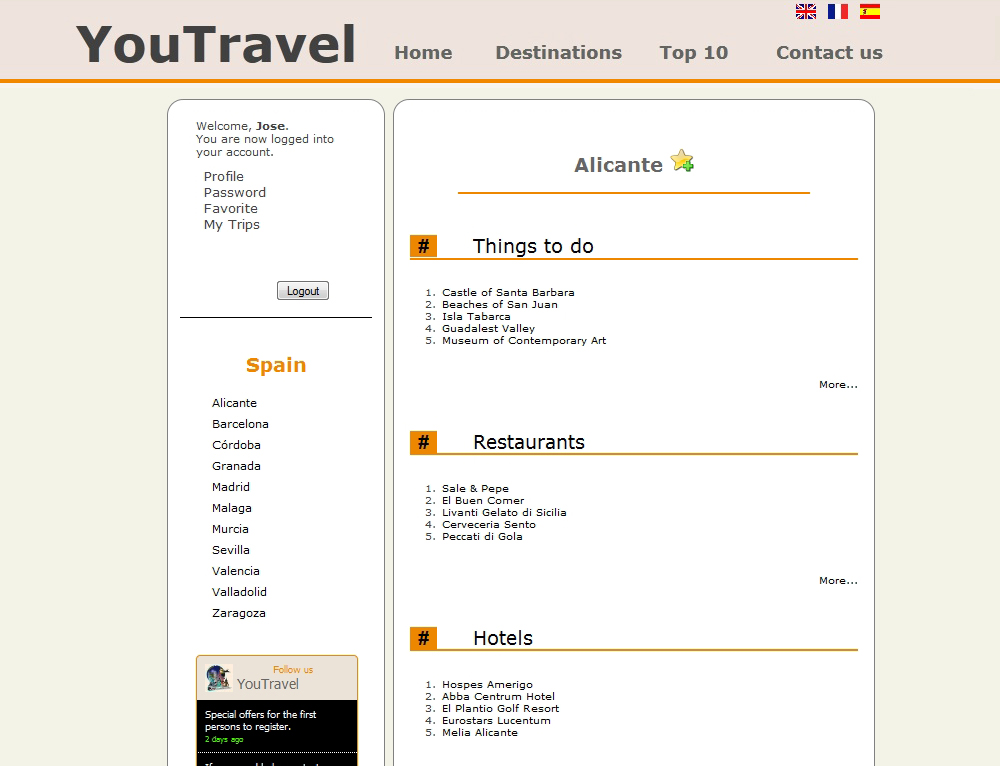 YouTravel
Home
Destinations
Top 10
Contact us
Welcome, Jose.
You are now logged into
your account.
Profile
Password
Favorite
My Trips
Logout
Spain
Alicante
Barcelona
Córdoba
Granada
Madrid
Malaga
Murcia
Sevilla
Valencia
Valladolid
Zaragoza
Follow us
YouTravel
Special offers for the first
persons to register.
2 days ago
Alicante
# Things to do
1. Castle of Santa Barbara
2. Beaches of San Juan
3. Isla Tabarca
4. Guadalest Valley
5. Museum of Contemporary Art
More...
# Restaurants
1. Sale & Pepe
2. El Buen Comer
3. Livanti Gelato di Sicilia
4. Cerveceria Sento
5. Peccati di Gola
More...
# Hotels
1. Hospes Amerigo
2. Abba Centrum Hotel
3. El Plantio Golf Resort
4. Eurostars Lucentum
5. Melia Alicante